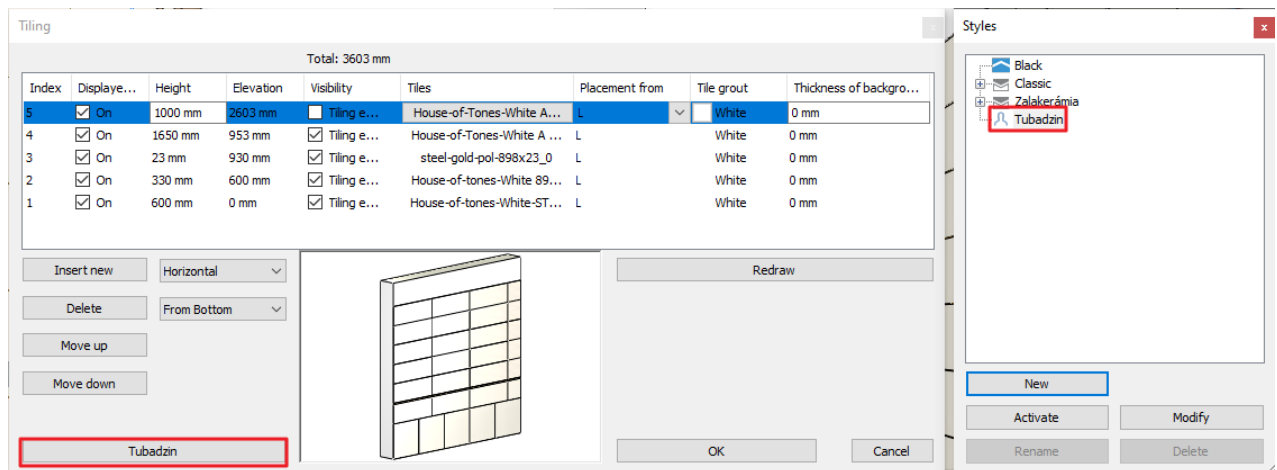 Tiling
Total: 3603 mm
Index Displaye... Height Elevation Visibility Tiles Placement from Tile grout Thickness of backgro...
5 On 1000 mm 2603 mm Tiling e... House-of-Tones-White A... L White 0 mm
4 On 1650 mm 953 mm Tiling e... House-of-Tones-White A ... L White 0 mm
3 On 23 mm 930 mm Tiling e... steel-gold-pol-898x23_0 L White 0 mm
2 On 330 mm 600 mm Tiling e... House-of-tones-White 89... L White 0 mm
1 On 600 mm 0 mm Tiling e... House-of-tones-White-ST... L White 0 mm
Insert new Horizontal Redraw
Delete From Bottom
Move up
Move down
Tubadzin OK Cancel
Styles
Black
Classic
Zalakerámia
Tubadzin
New
Activate Modify
Rename Delete